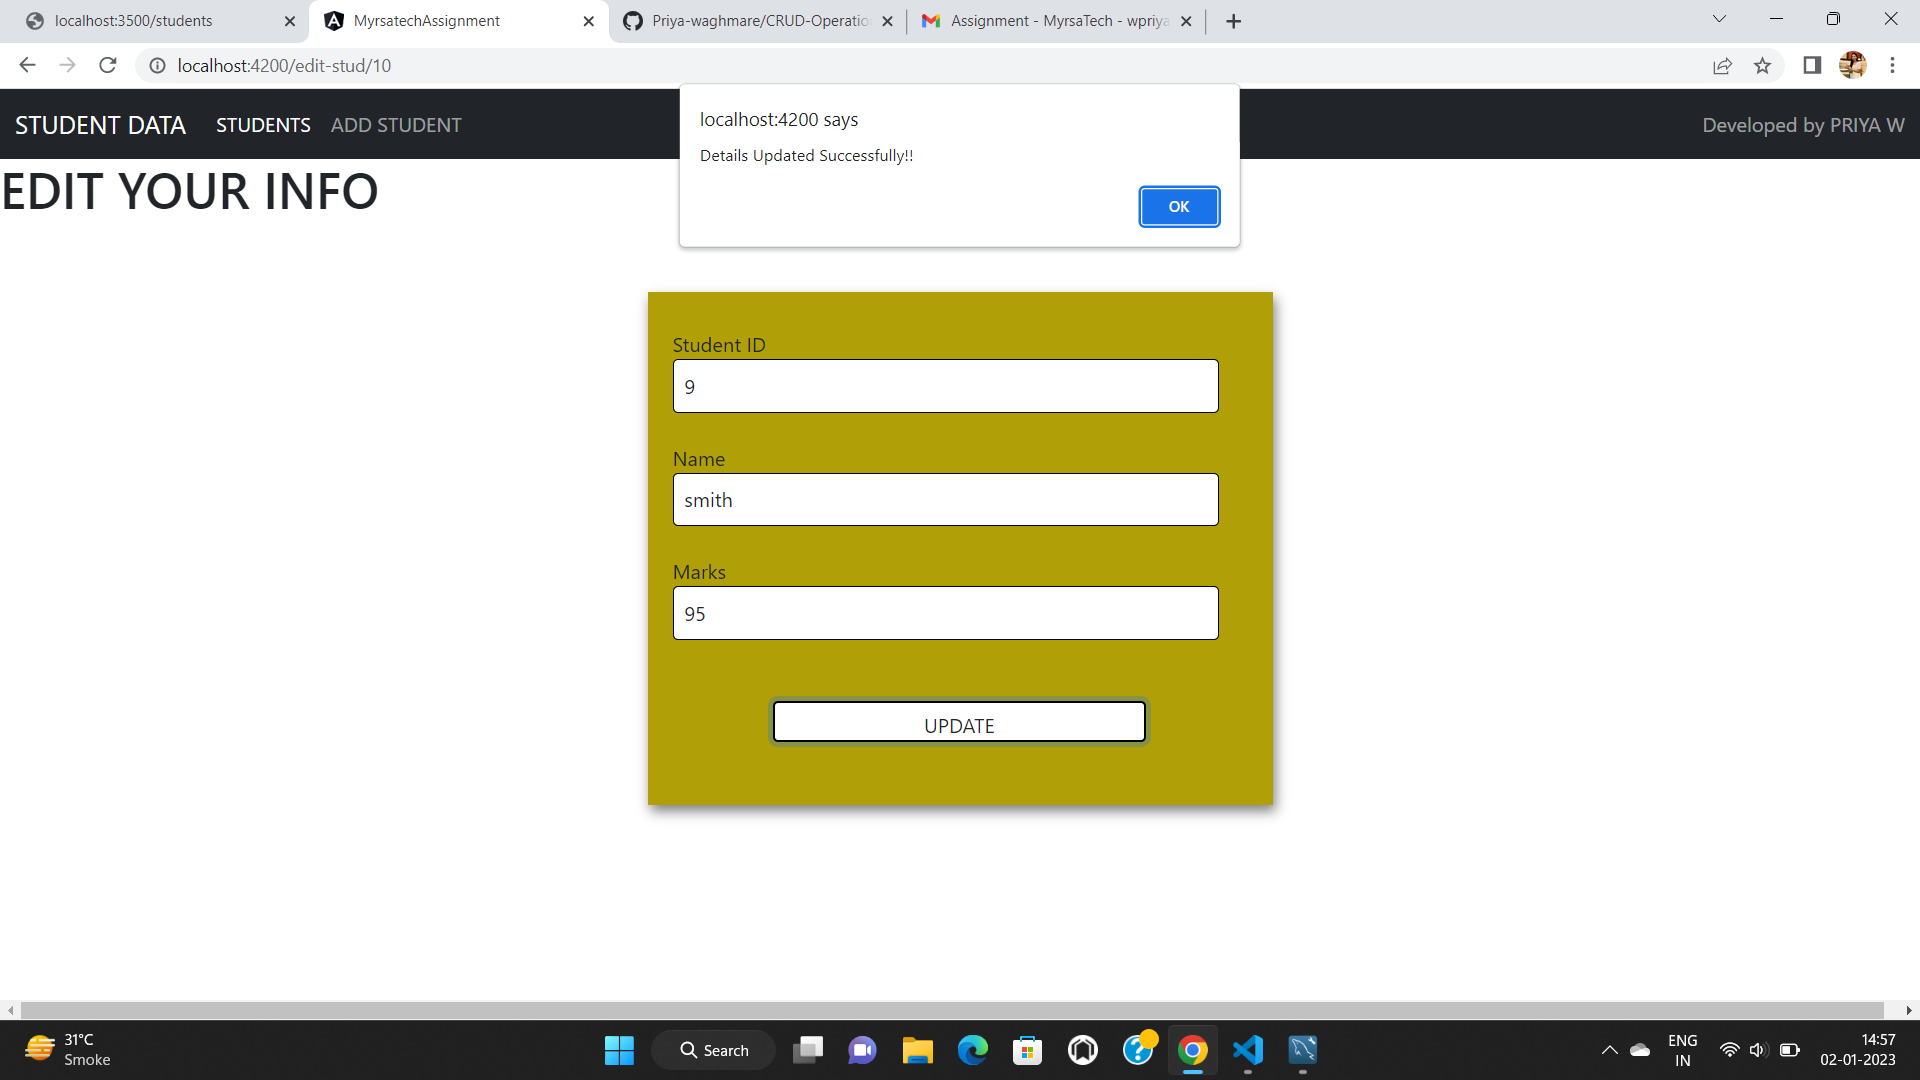 localhost:3500/students
MyrsatechAssignment
Priya-waghmare/CRUD-Operatio
Assignment - MyrsaTech - wpriya
localhost:4200/edit-stud/10
STUDENT DATA
STUDENTS
ADD STUDENT
Developed by PRIYA W
localhost:4200 says
Details Updated Successfully!!
OK
EDIT YOUR INFO
Student ID
9
Name
smith
Marks
95
UPDATE
31°C
Smoke
Search
ENG
IN
14:57
02-01-2023